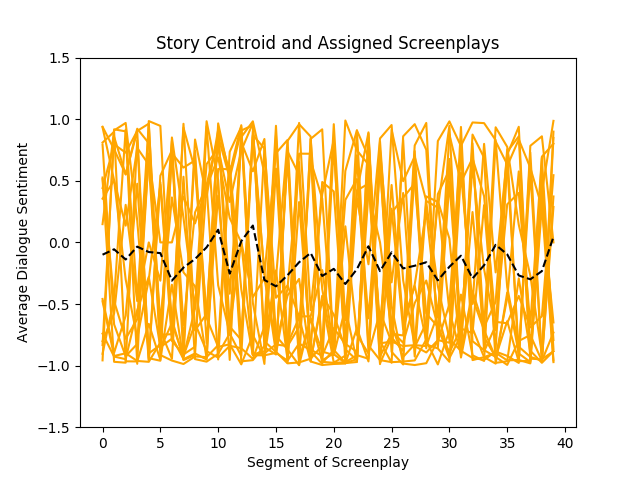 Story Centroid and Assigned Screenplays
1.5
1.0
0.5
0.0
−0.5
−1.0
−1.5
Average Dialogue Sentiment
0 5 10 15 20 25 30 35 40
Segment of Screenplay